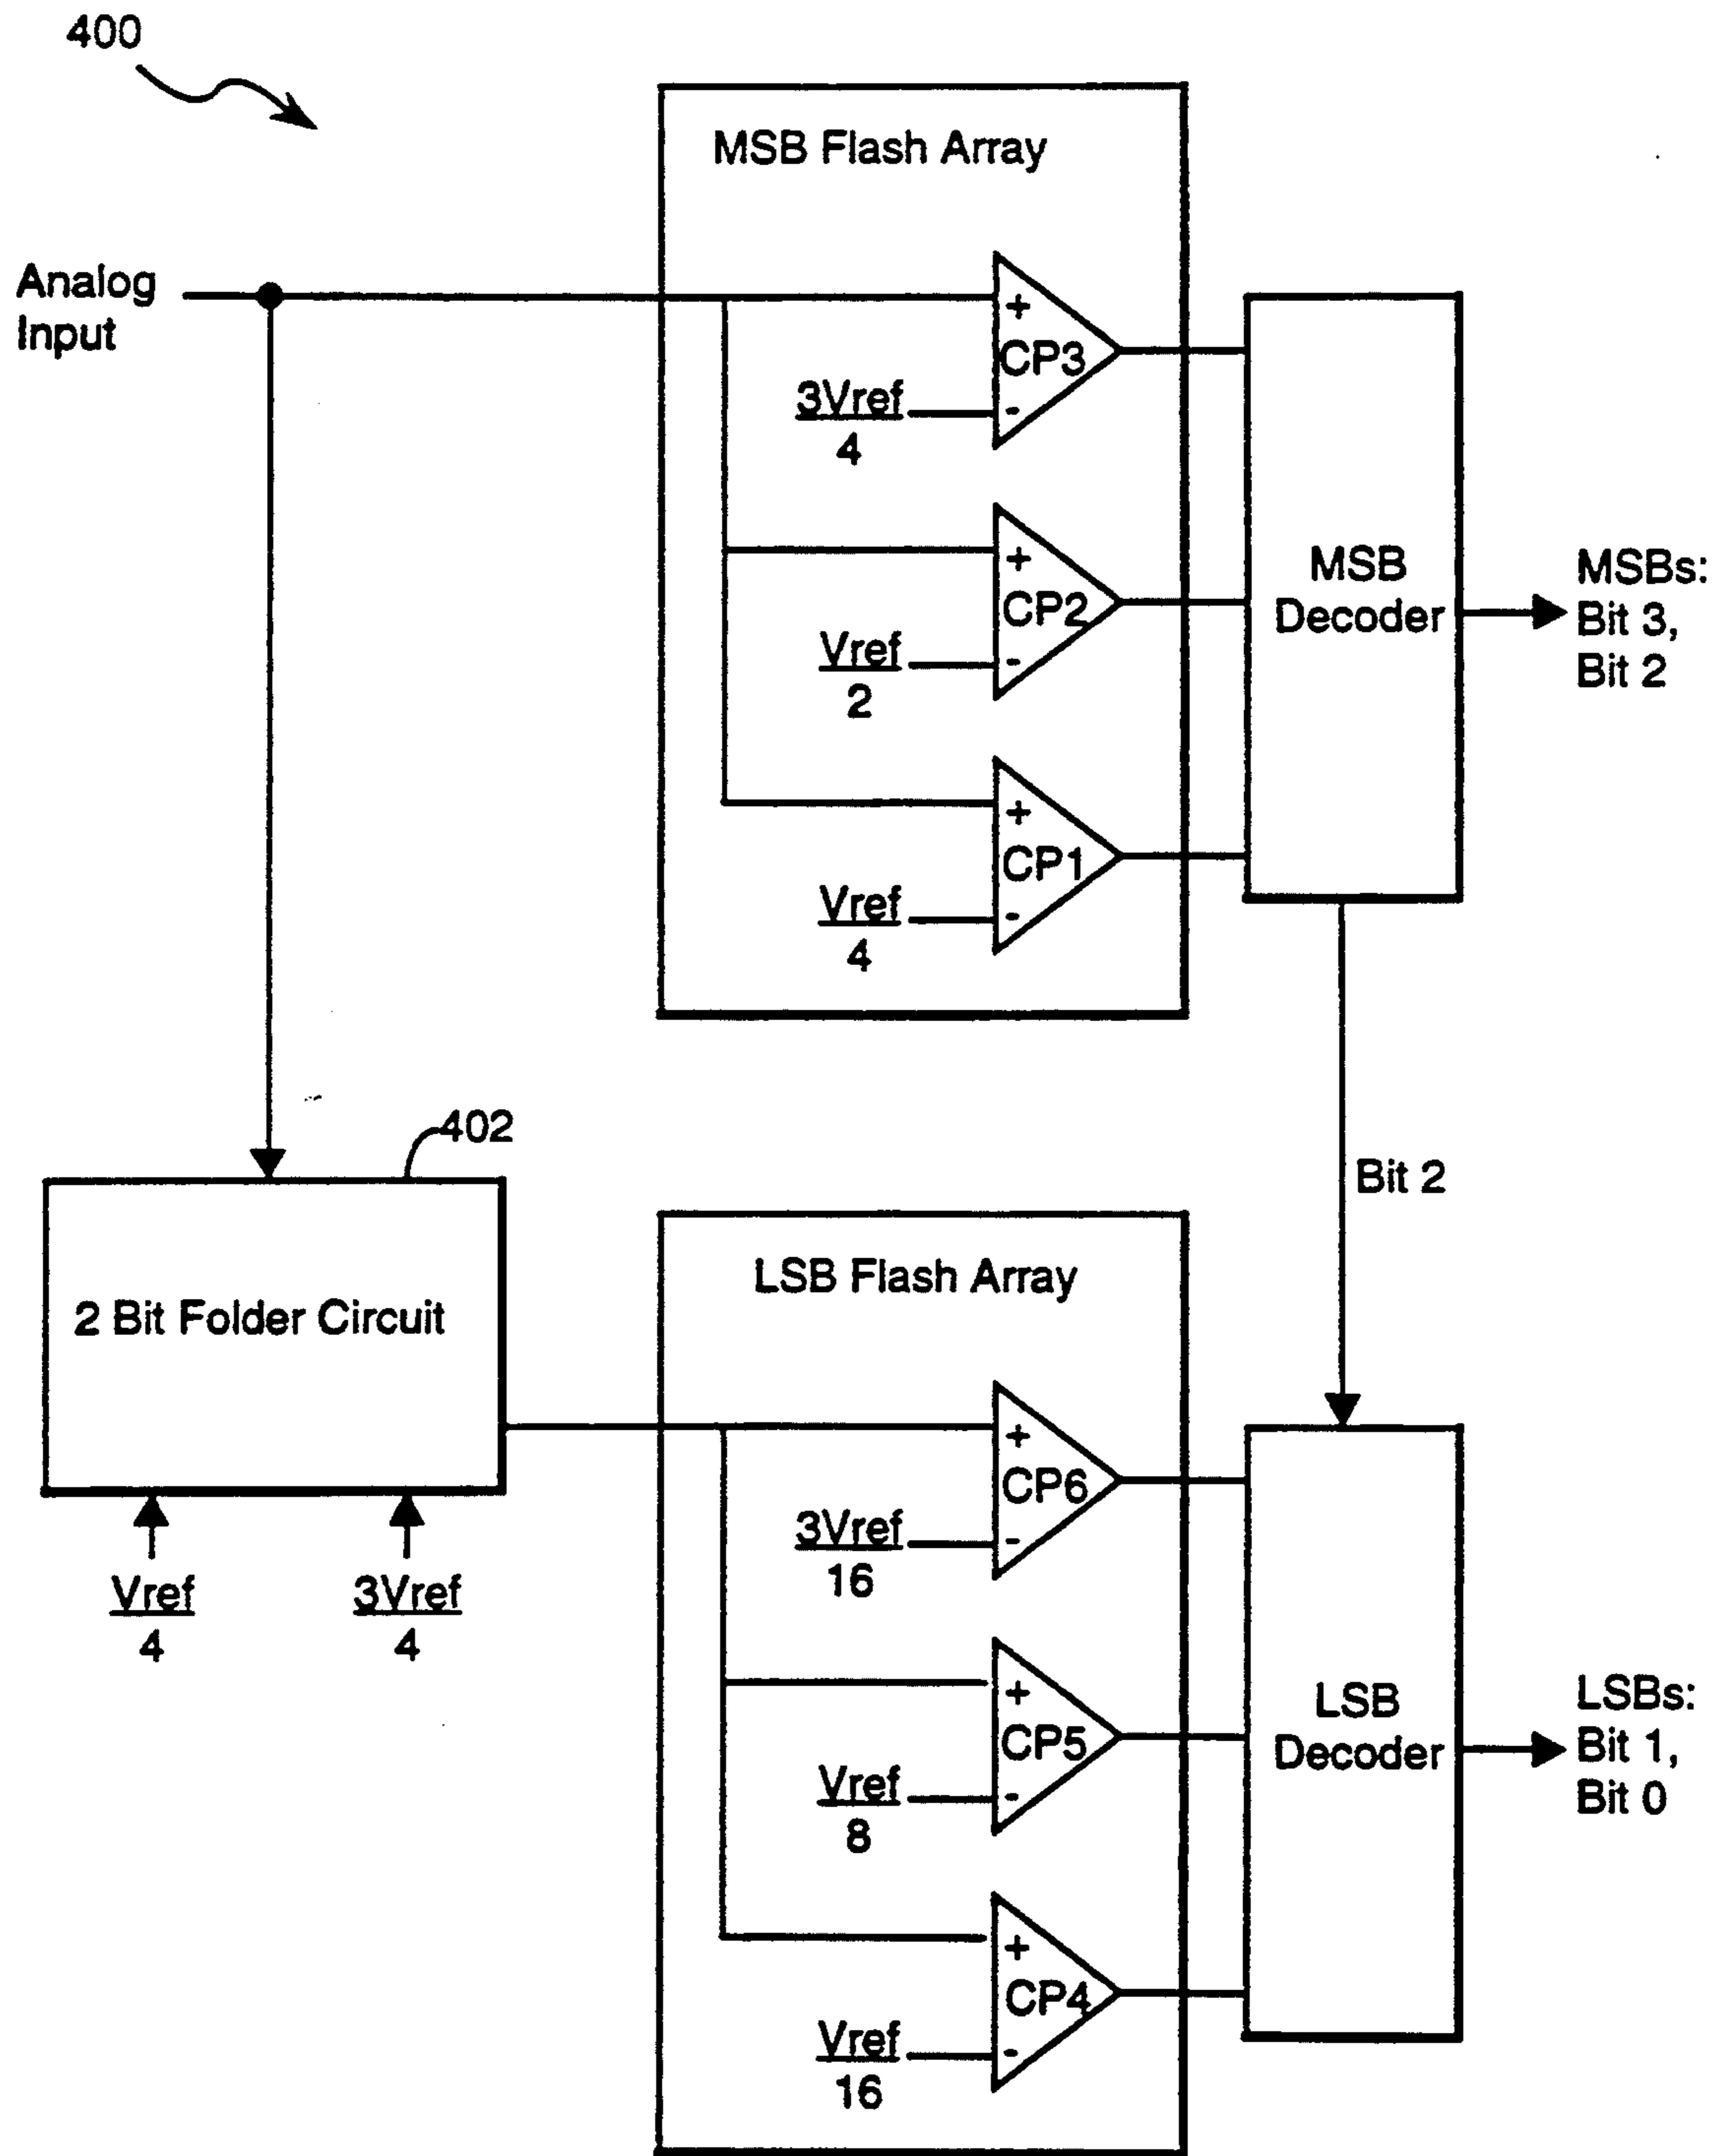 400
MSB Flash Array
Analog
Input
+
CP3
3Vref
4
-
+
CP2
Vref
2
-
+
CP1
Vref
4
-
MSB
Decoder
MSBs:
Bit 3,
Bit 2
Bit 2
402
2 Bit Folder Circuit
Vref
4
3Vref
4
LSB Flash Array
+
CP6
3Vref
16
-
+
CP5
Vref
8
-
+
CP4
Vref
16
-
LSB
Decoder
LSBs:
Bit 1,
Bit 0